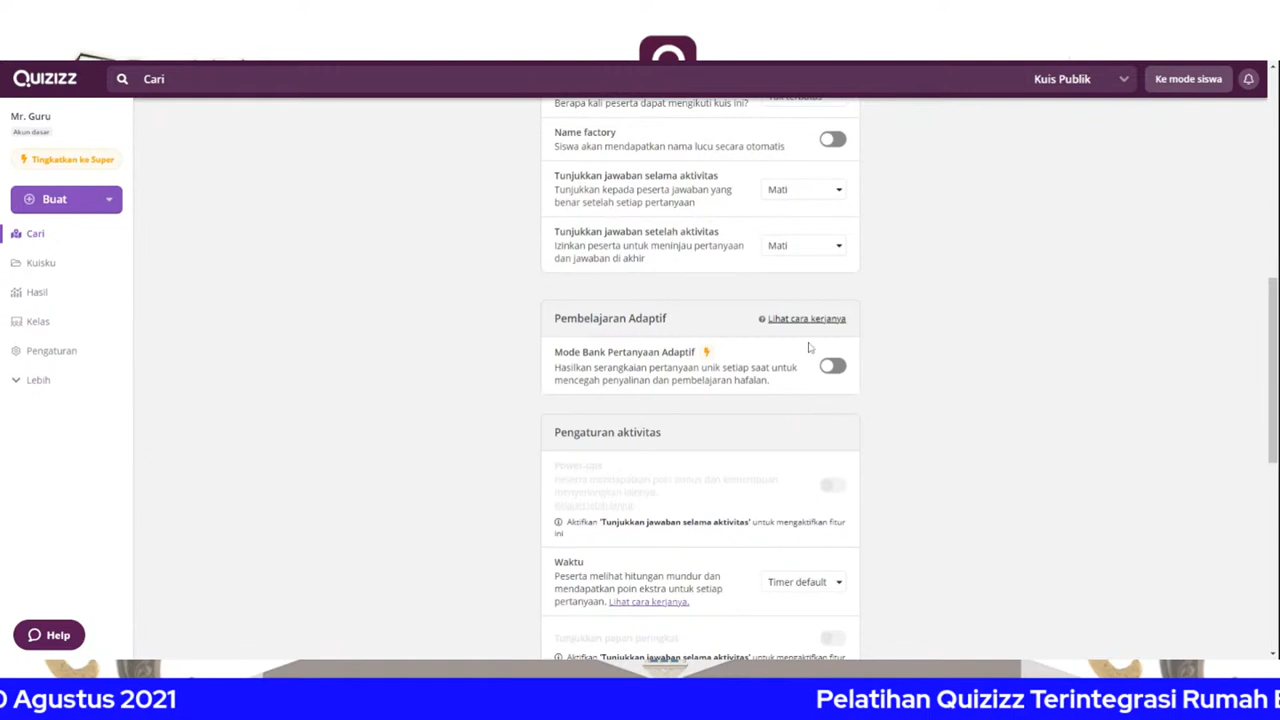 QUIZIZZ
Cari
Kuis Publik
Ke mode siswa
Mr. Guru
Akun dasar
Tingkatkan ke Super
Buat
Cari
Kuisku
Hasil
Kelas
Pengaturan
Lebih
Help
Berapa kali peserta dapat mengikuti kuis ini?
Tak terbatas
Name factory
Siswa akan mendapatkan nama lucu secara otomatis
Tunjukkan jawaban selama aktivitas
Tunjukkan kepada peserta jawaban yang
benar setelah setiap pertanyaan
Mati
Tunjukkan jawaban setelah aktivitas
Izinkan peserta untuk meninjau pertanyaan
dan jawaban di akhir
Mati
Pembelajaran Adaptif
Lihat cara kerjanya
Mode Bank Pertanyaan Adaptif
Hasilkan serangkaian pertanyaan unik setiap saat untuk
mencegah penyalinan dan pembelajaran hafalan.
Pengaturan aktivitas
Power-ups
Peserta mendapatkan poin bonus dan
Aktifkan 'Tunjukkan jawaban selama aktivitas' untuk mengaktifkan fitur
ini
Waktu
Peserta melihat hitungan mundur dan
mendapatkan poin ekstra untuk setiap
pertanyaan. Lihat cara kerjanya.
Timer default
Tunjukkan papan peringkat
Aktifkan 'Tunjukkan jawaban selama aktivitas' untuk mengaktifkan fitur
0 Agustus 2021
Pelatihan Quizizz Terintegrasi Rumah